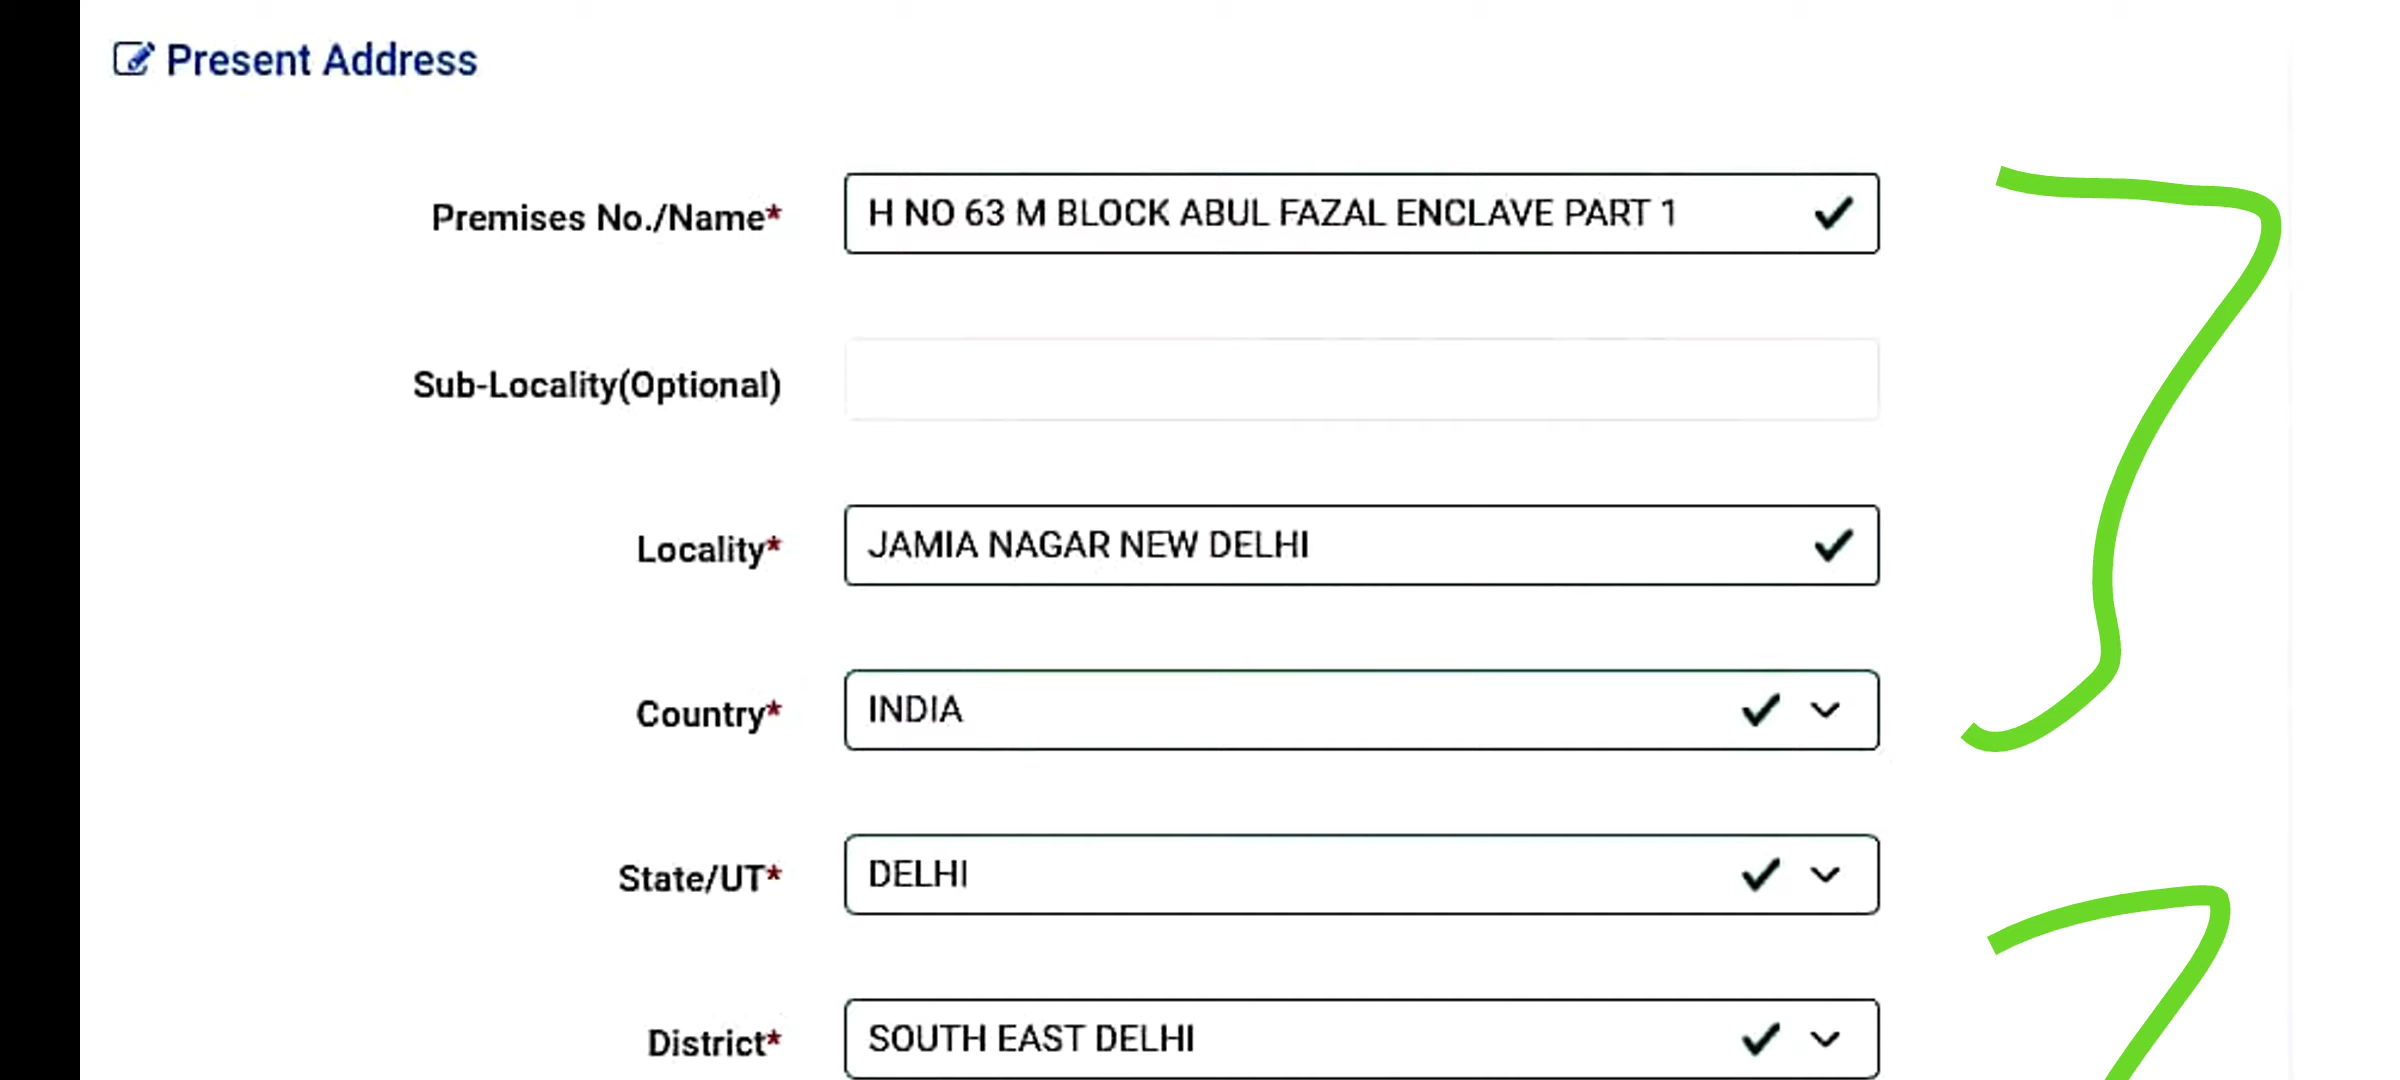 Present Address
Premises No./Name* H NO 63 M BLOCK ABUL FAZAL ENCLAVE PART 1
Sub-Locality(Optional)
Locality* JAMIA NAGAR NEW DELHI
Country* INDIA
State/UT* DELHI
District* SOUTH EAST DELHI